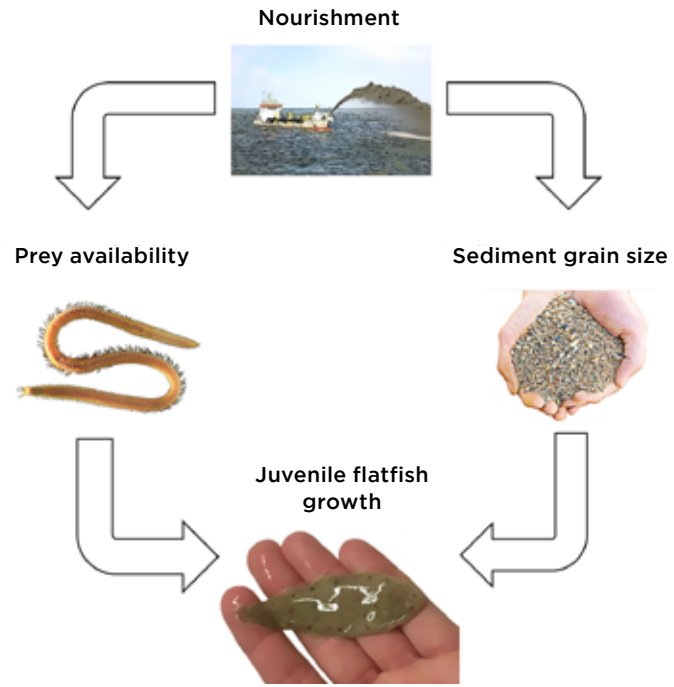 Nourishment
Prey availability
Sediment grain size
Juvenile flatfish
growth